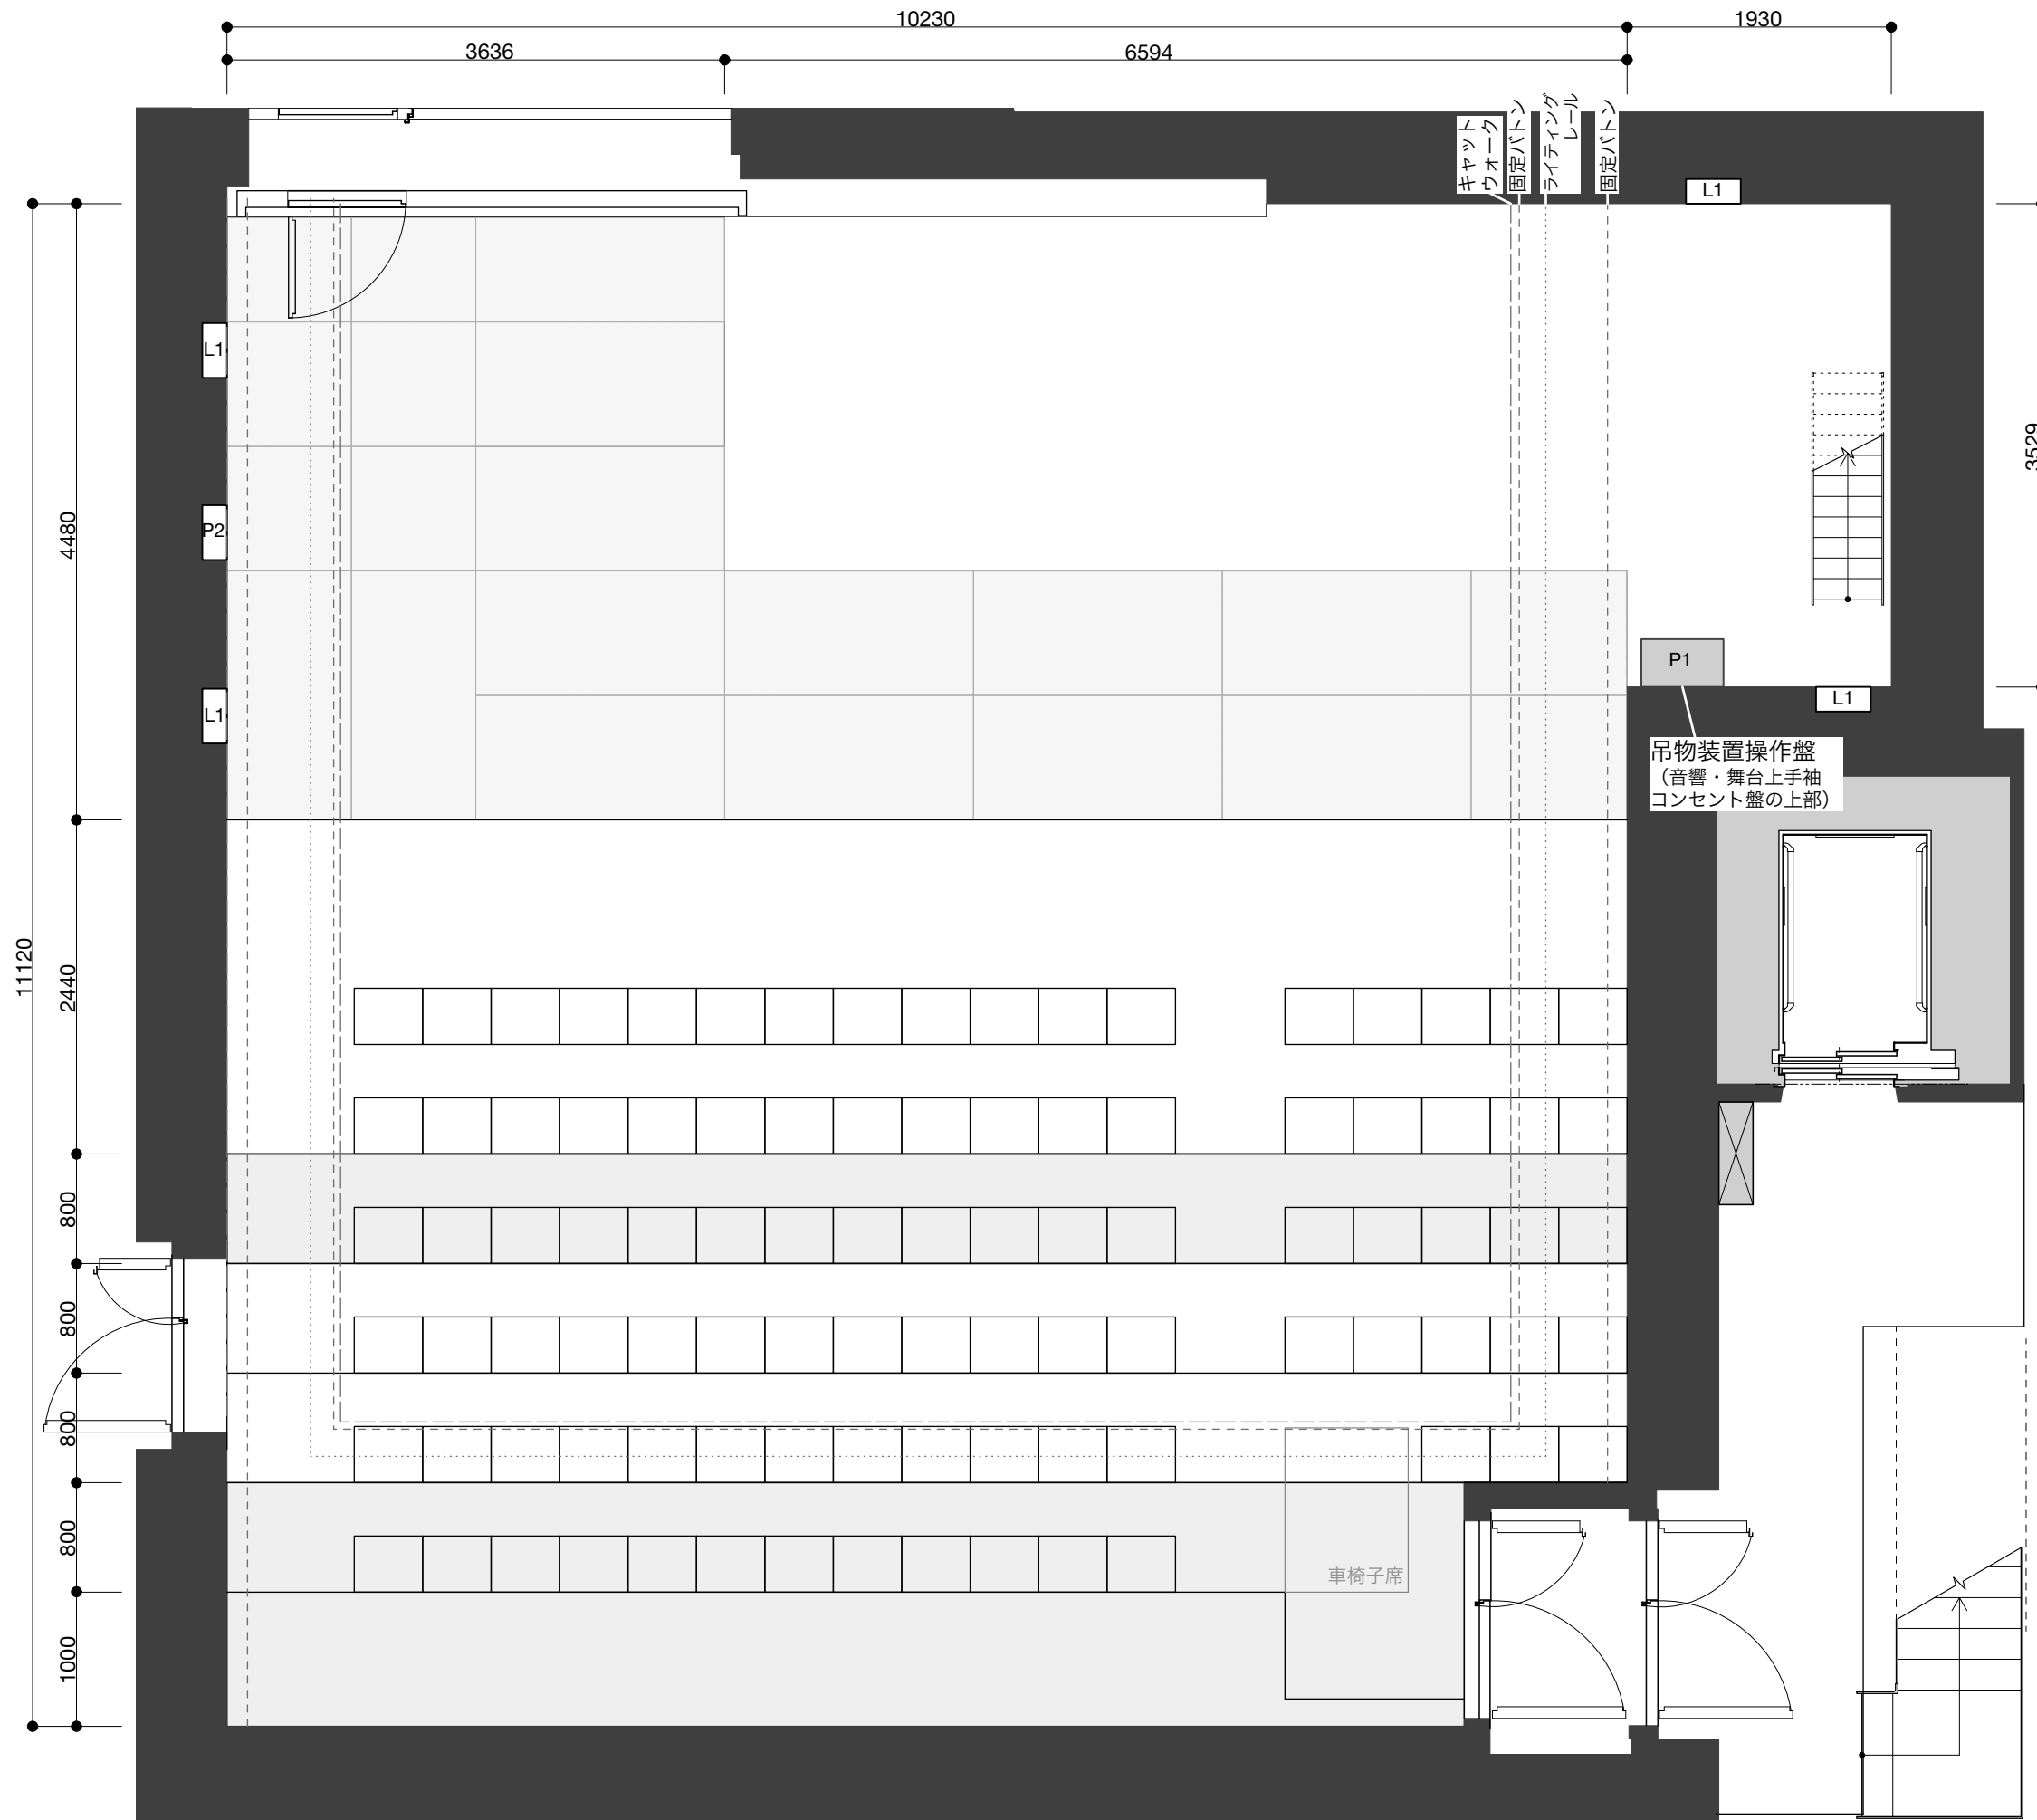 10230
1930
3636
6594
キャット
ウォーク
固定バトン
ライティング
レール
固定バトン
L1
L1
P2
L1
4480
3529
P1
L1
吊物装置操作盤
（音響・舞台上手袖
コンセント盤の上部）
11120
2440
800
800
800
800
車椅子席
1000